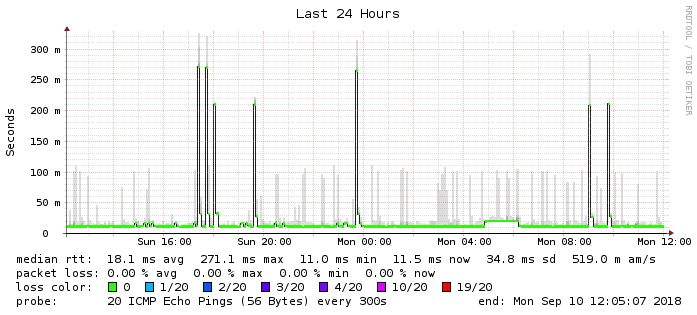 Last 24 Hours
RRDTOOL / TOBI OETIKER
Seconds
300 m
250 m
200 m
150 m
100 m
50 m
0
Sun 16:00 Sun 20:00 Mon 00:00 Mon 04:00 Mon 08:00 Mon 12:00
median rtt: 18.1 ms avg 271.1 ms max 11.0 ms min 11.5 ms now 34.8 ms sd 519.0 m am/s
packet loss: 0.00 % avg 0.00 % max 0.00 % min 0.00 % now
loss color: 0 1/20 2/20 3/20 4/20 10/20 19/20
probe: 20 ICMP Echo Pings (56 Bytes) every 300s end: Mon Sep 10 12:05:07 2018